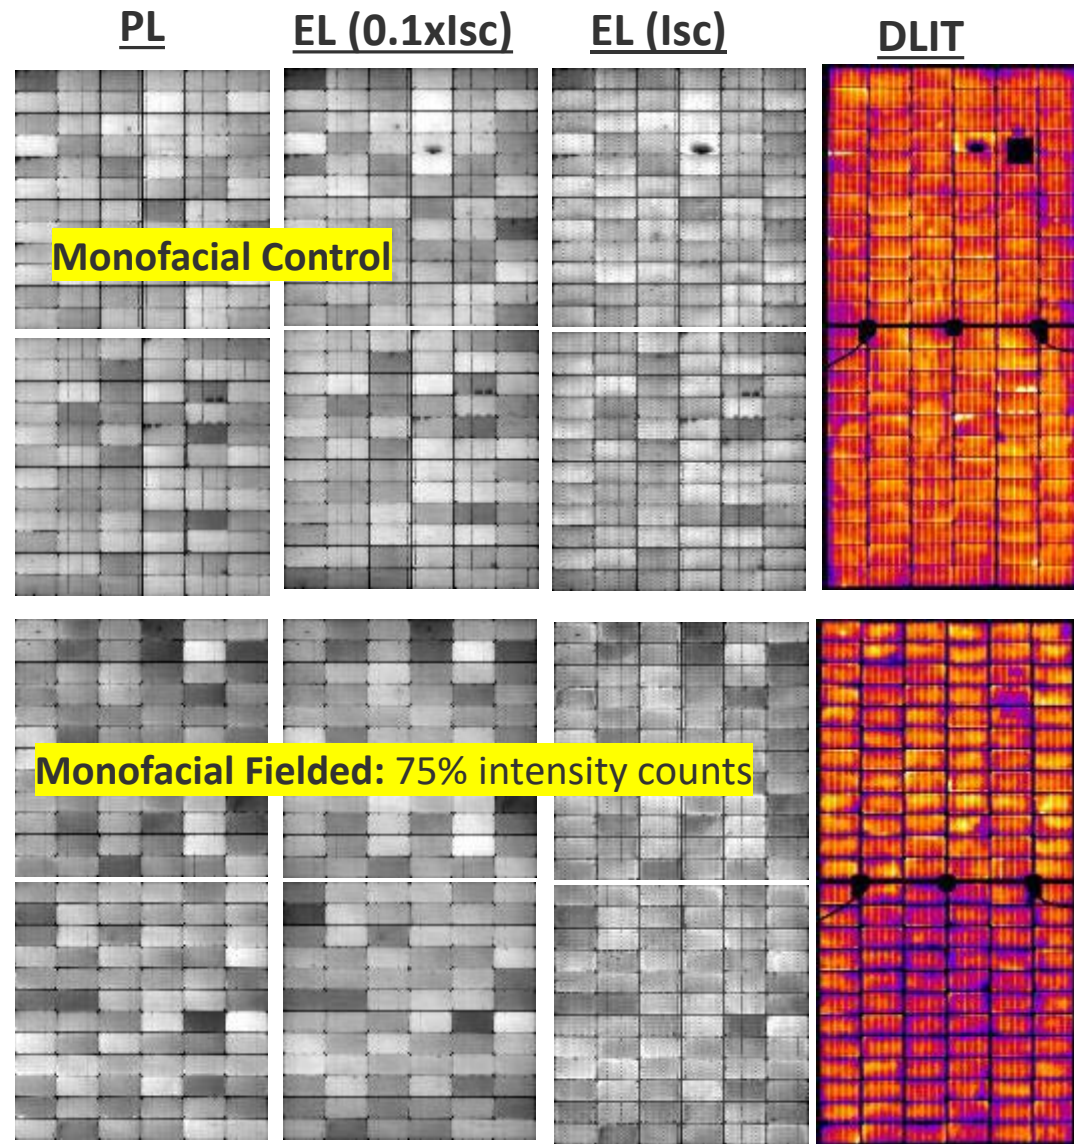 PL
EL (0.1xIsc)
EL (Isc)
DLIT
Monofacial Control
Monofacial Fielded: 75% intensity counts